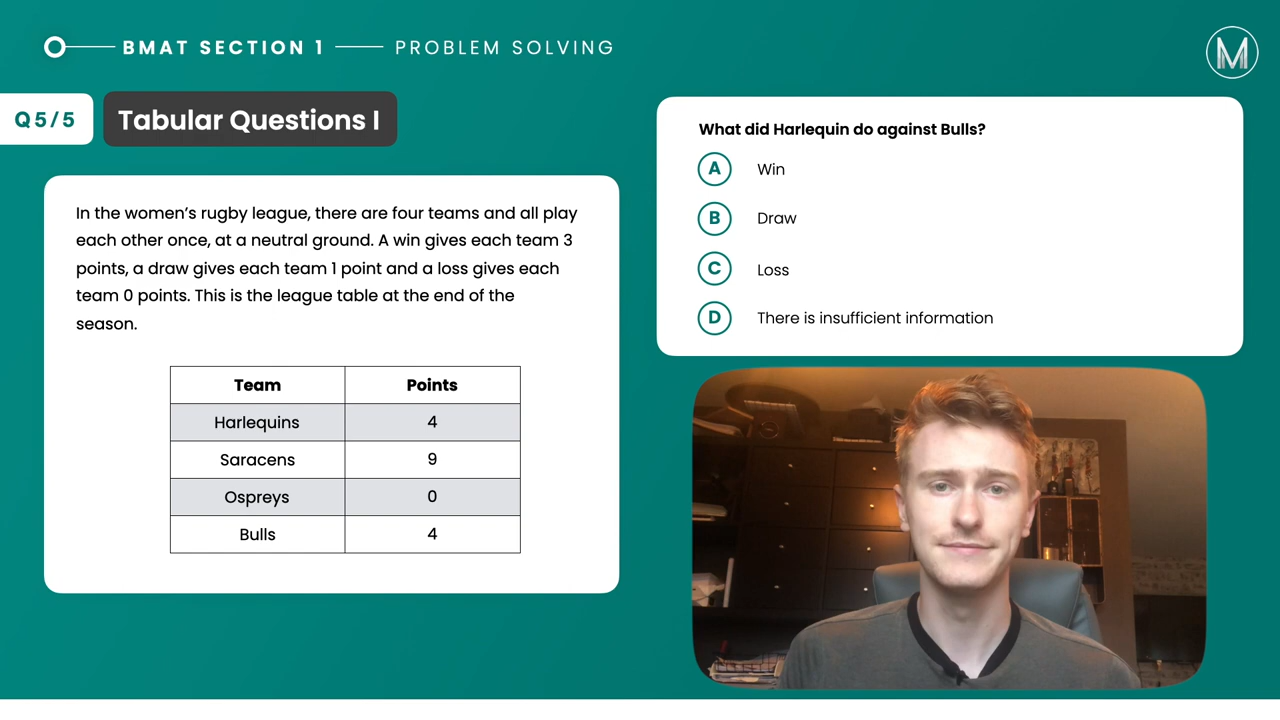 BMAT SECTION 1 PROBLEM SOLVING
M
Q5/5
Tabular Questions I
In the women’s rugby league, there are four teams and all play
each other once, at a neutral ground. A win gives each team 3
points, a draw gives each team 1 point and a loss gives each
team 0 points. This is the league table at the end of the
season.
Team Points
Harlequins 4
Saracens 9
Ospreys 0
Bulls 4
What did Harlequin do against Bulls?
A Win
B Draw
C Loss
D There is insufficient information